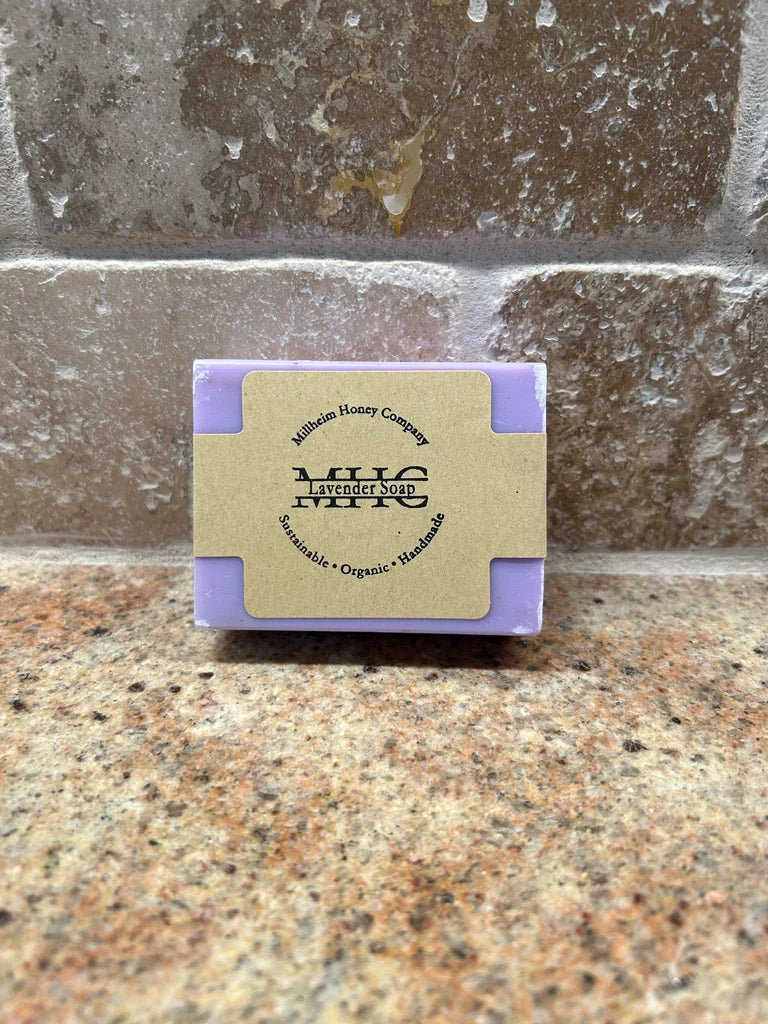 Millheim Honey Company
MHC
Lavender Soap
Sustainable • Organic • Handmade